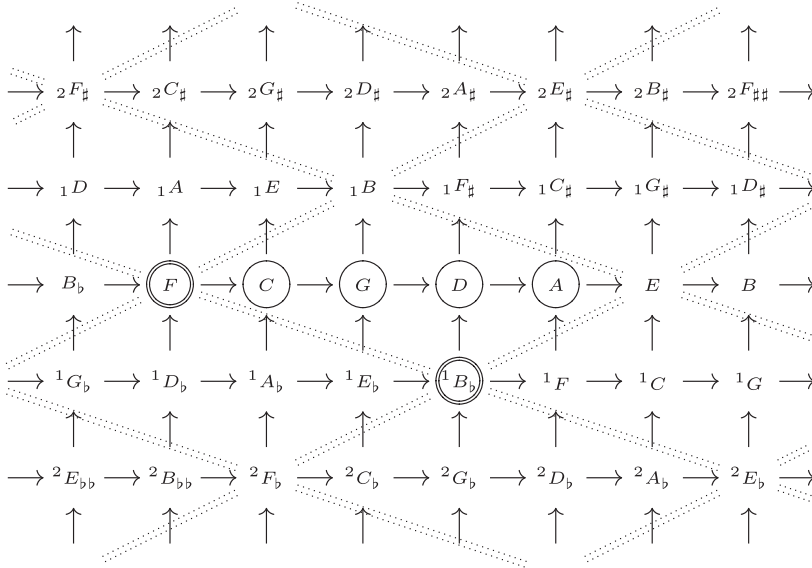 ₂F♯ ₂C♯ ₂G♯ ₂D♯ ₂A♯ ₂E♯ ₂B♯ ₂F♯♯
₁D ₁A ₁E ₁B ₁F♯ ₁C♯ ₁G♯ ₁D♯
B♭ F C G D A E B
¹G♭ ¹D♭ ¹A♭ ¹E♭ ¹B♭ ¹F ¹C ¹G
²E♭♭ ²B♭♭ ²F♭ ²C♭ ²G♭ ²D♭ ²A♭ ²E♭